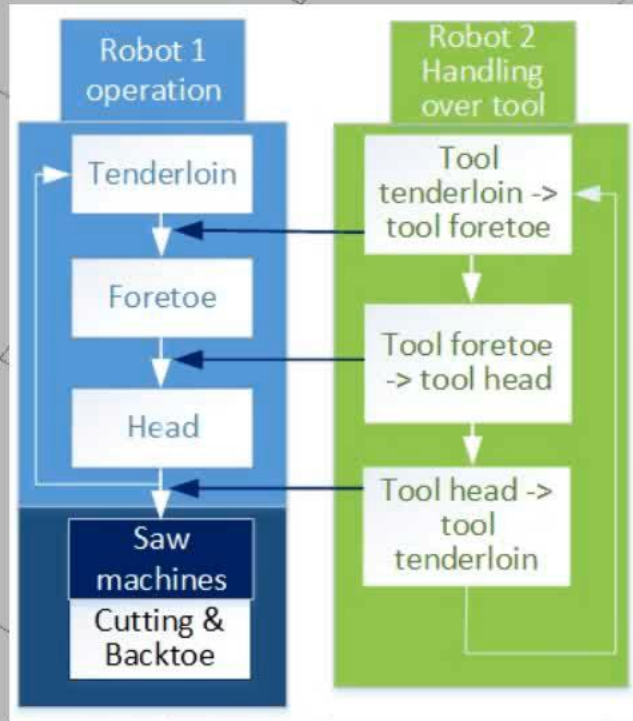 Robot 1
operation
Tenderloin
Foretoe
Head
Saw
machines
Cutting &
Backtoe
Robot 2
Handling
over tool
Tool
tenderloin ->
tool foretoe
Tool foretoe
-> tool head
Tool head ->
tool
tenderloin